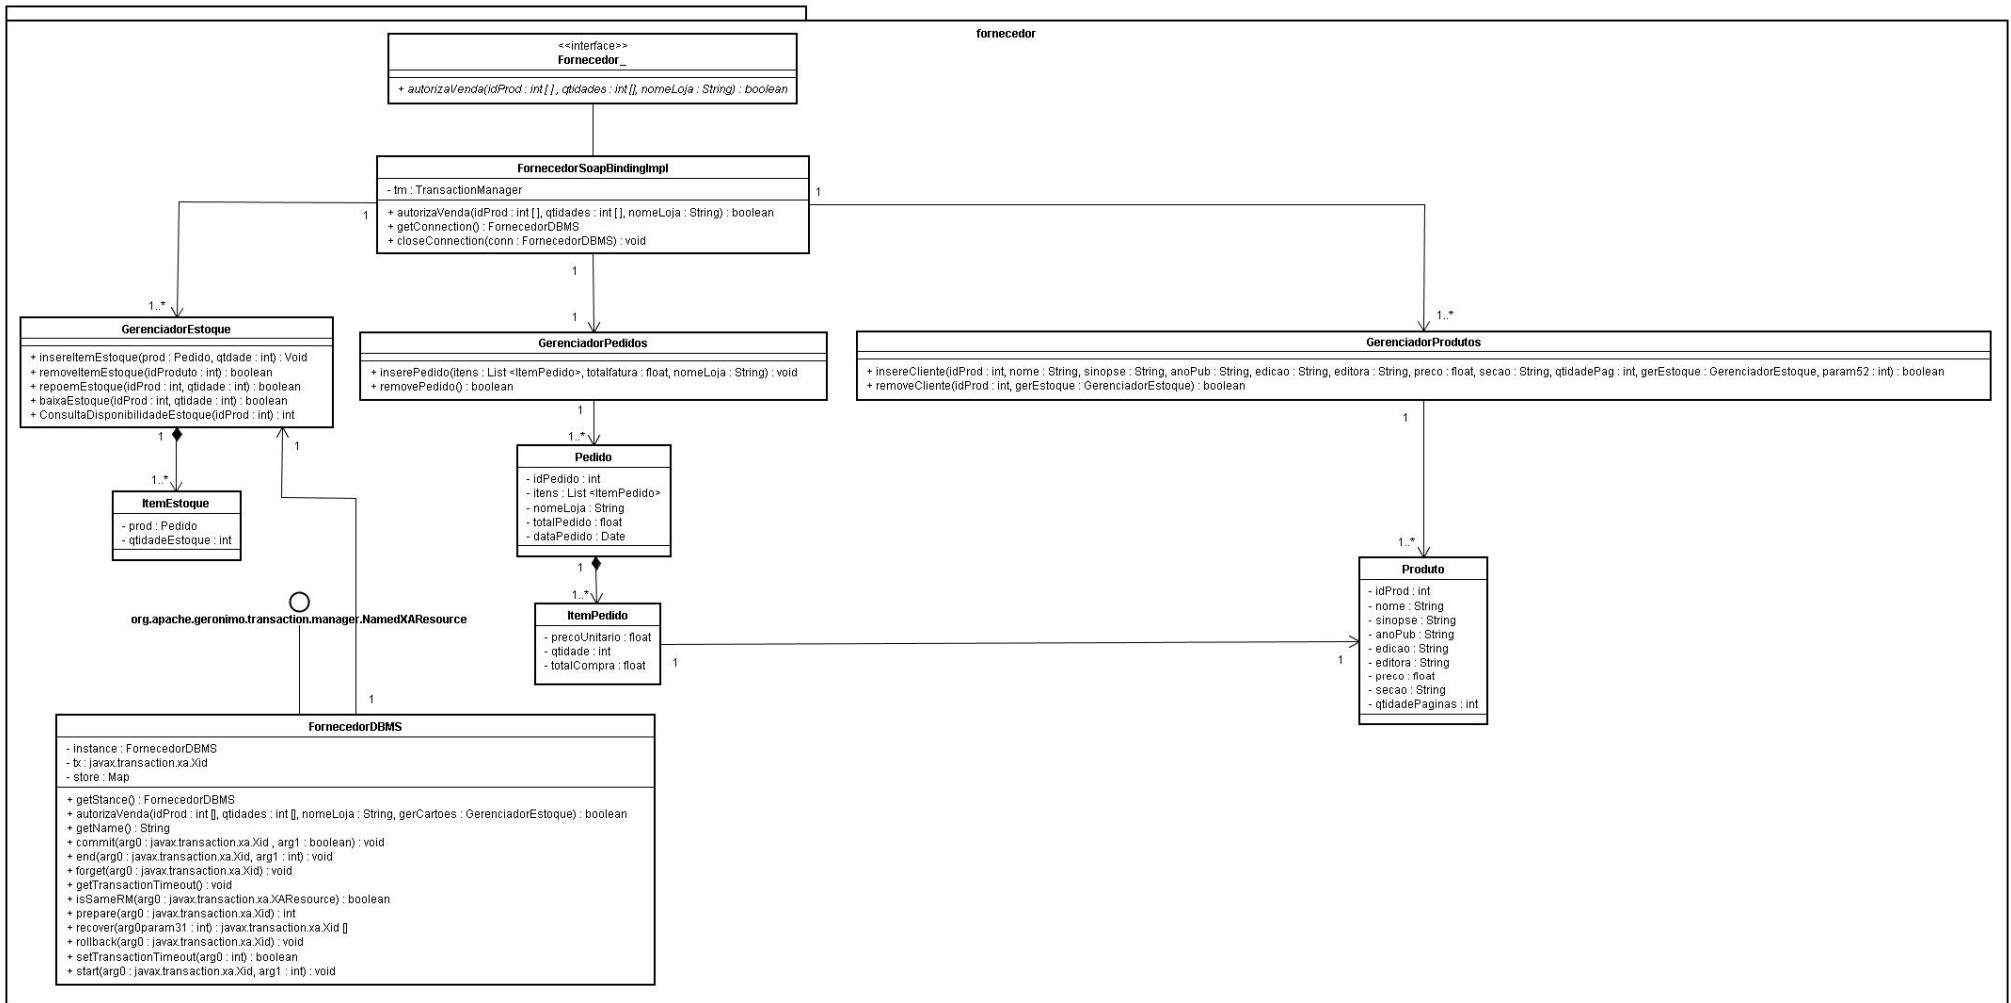 fornecedor
<<interface>>
Fornecedor_
+ autorizaVenda(idProd : int [ ] , qtidades : int [], nomeLoja : String) : boolean
FornecedorSoapBindingImpl
- tm : TransactionManager
+ autorizaVenda(idProd : int [ ], qtidades : int [ ], nomeLoja : String) : boolean
+ getConnection() : FornecedorDBMS
+ closeConnection(conn : FornecedorDBMS) : void
1
1
1
1..*
1
1..*
GerenciadorEstoque
+ insereItemEstoque(prod : Pedido, qtdade : int) : Void
+ removeItemEstoque(idProduto : int) : boolean
+ repoemEstoque(idProd : int, qtidade : int) : boolean
+ baixaEstoque(idProd : int, qtidade : int) : boolean
+ ConsultaDisponibilidadeEstoque(idProd : int) : int
GerenciadorPedidos
+ inserePedido(itens : List <ItemPedido>, totalfatura : float, nomeLoja : String) : void
+ removePedido() : boolean
GerenciadorProdutos
+ insereCliente(idProd : int, nome : String, sinopse : String, anoPub : String, edicao : String, editora : String, preco : float, secao : String, qtidadePag : int, gerEstoque : GerenciadorEstoque, param52 : int) : boolean
+ removeCliente(idProd : int, gerEstoque : GerenciadorEstoque) : boolean
1
1
1..*
1
1..*
1
1..*
ItemEstoque
- prod : Pedido
- qtidadeEstoque : int
Pedido
- idPedido : int
- itens : List <ItemPedido>
- nomeLoja : String
- totalPedido : float
- dataPedido : Date
1
1..*
ItemPedido
- precoUnitario : float
- qtidade : int
- totalCompra : float
1
1
Produto
- idProd : int
- nome : String
- sinopse : String
- anoPub : String
- edicao : String
- editora : String
- preco : float
- secao : String
- qtidadePaginas : int
org.apache.geronimo.transaction.manager.NamedXAResource
1
FornecedorDBMS
- instance : FornecedorDBMS
- tx : javax.transaction.xa.Xid
- store : Map
+ getStance() : FornecedorDBMS
+ autorizaVenda(idProd : int [], qtidades : int [], nomeLoja : String, gerCartoes : GerenciadorEstoque) : boolean
+ getName() : String
+ commit(arg0 : javax.transaction.xa.Xid , arg1 : boolean) : void
+ end(arg0 : javax.transaction.xa.Xid, arg1 : int) : void
+ forget(arg0 : javax.transaction.xa.Xid) : void
+ getTransactionTimeout() : void
+ isSameRM(arg0 : javax.transaction.xa.XAResource) : boolean
+ prepare(arg0 : javax.transaction.xa.Xid) : int
+ recover(arg0param31 : int) : javax.transaction.xa.Xid []
+ rollback(arg0 : javax.transaction.xa.Xid) : void
+ setTransactionTimeout(arg0 : int) : boolean
+ start(arg0 : javax.transaction.xa.Xid, arg1 : int) : void